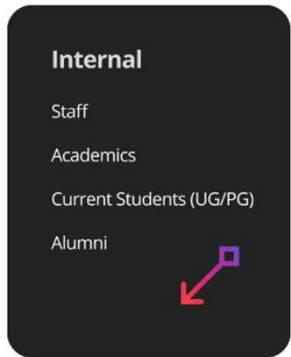 Internal
Staff
Academics
Current Students (UG/PG)
Alumni